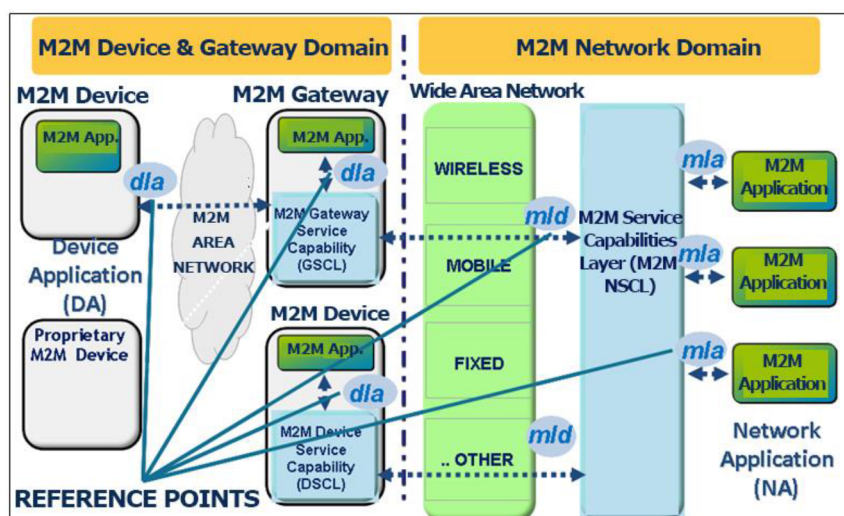 M2M Device & Gateway Domain
M2M Network Domain
M2M Device
M2M Gateway
Wide Area Network
M2M App.
dIa
Device
Application
(DA)
Proprietary
M2M Device
M2M
AREA
NETWORK
M2M App.
dIa
M2M Gateway
Service
Capability
(GSCL)
M2M Device
M2M App.
dIa
M2M Device
Service
Capability
(DSCL)
WIRELESS
MOBILE
FIXED
.. OTHER
mId
mId
M2M Service
Capabilities
Layer (M2M
NSCL)
mIa
M2M
Application
mIa
M2M
Application
mIa
M2M
Application
Network
Application
(NA)
REFERENCE POINTS